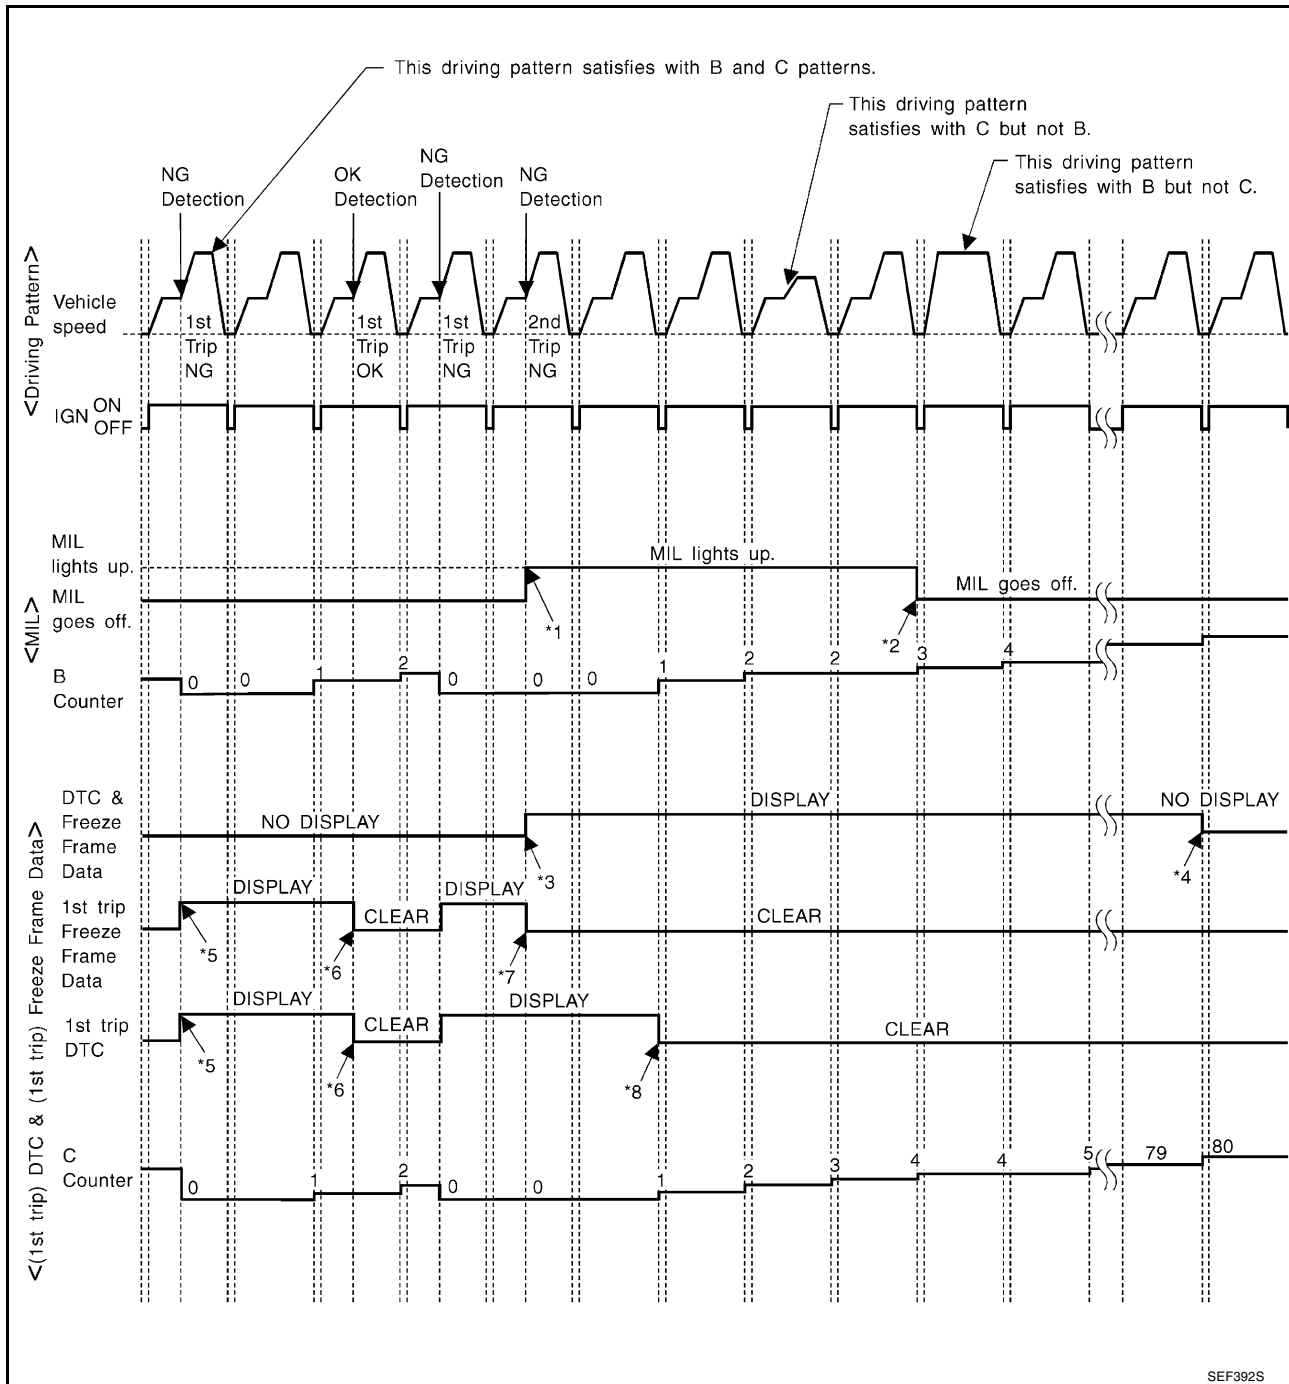 This driving pattern satisfies with B and C patterns.
This driving pattern
satisfies with C but not B.
This driving pattern
satisfies with B but not C.
NG
Detection
OK
Detection
NG
Detection
NG
Detection
<Driving Pattern>
Vehicle
speed
1st
Trip
NG
1st
Trip
OK
1st
Trip
NG
2nd
Trip
NG
IGN ON
OFF
<MIL>
MIL
lights up.
MIL
goes off.
MIL lights up.
MIL goes off.
*1
*2
B
Counter
0 0 1 2 0 0 0 1 2 2 3 4
<(1st trip) DTC & (1st trip) Freeze Frame Data>
DTC &
Freeze
Frame
Data
NO DISPLAY
DISPLAY
NO DISPLAY
*3
*4
1st trip
Freeze
Frame
Data
DISPLAY
CLEAR
DISPLAY
CLEAR
*5
*6
*7
1st trip
DTC
DISPLAY
CLEAR
DISPLAY
CLEAR
*5
*6
*8
C
Counter
0 1 2 0 0 1 2 3 4 4 5 79 80
SEF392S